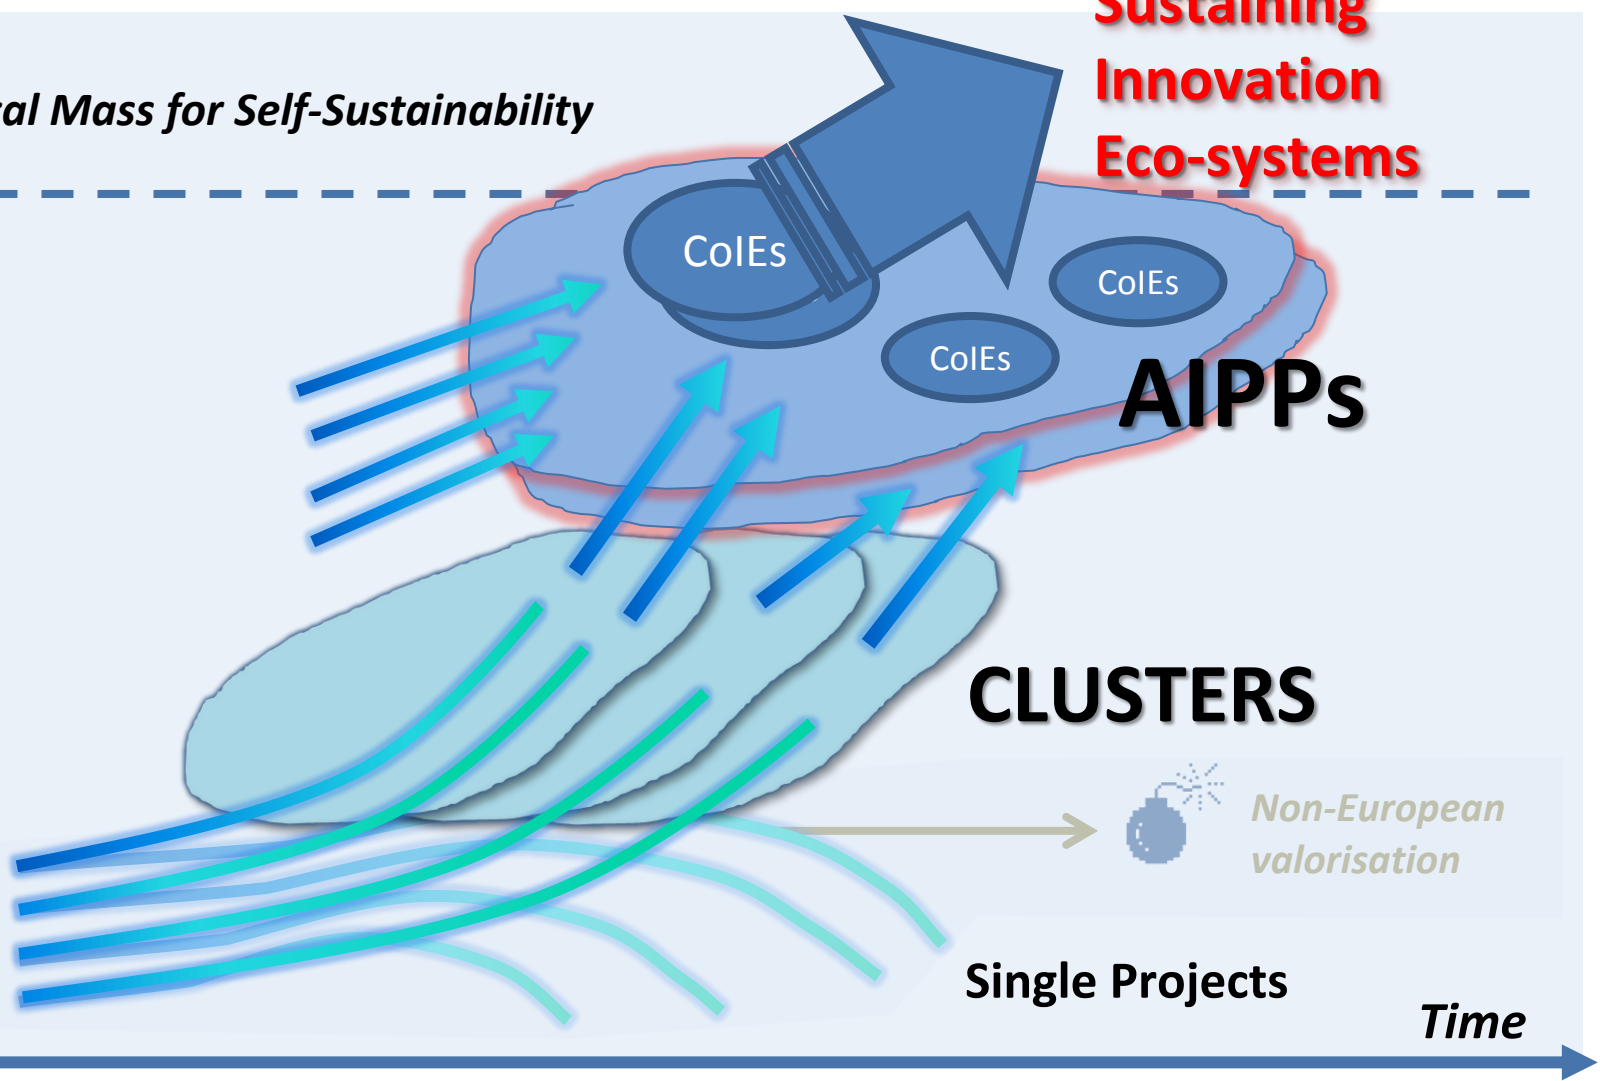 Sustaining
Innovation
Eco-systems
al Mass for Self-Sustainability
CoIEs
CoIEs
CoIEs
AIPPs
CLUSTERS
Non-European
valorisation
Single Projects
Time